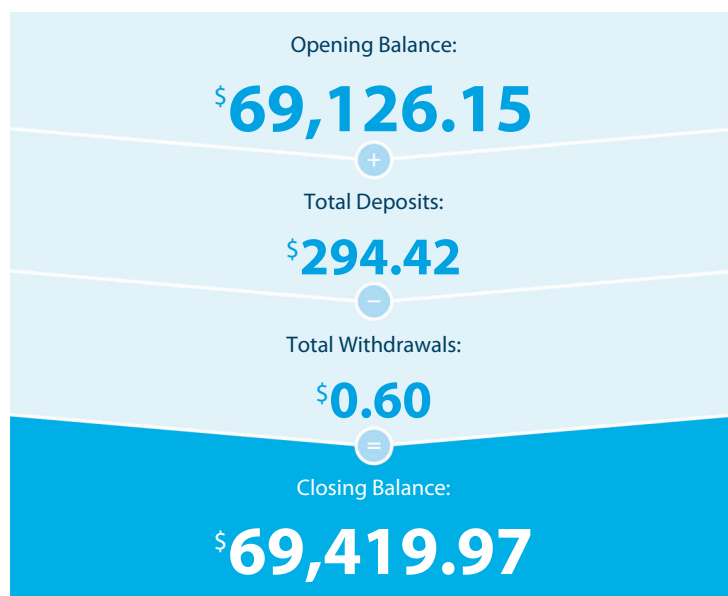 Opening Balance:
$69,126.15
+
Total Deposits:
$294.42
−
Total Withdrawals:
$0.60
=
Closing Balance:
$69,419.97